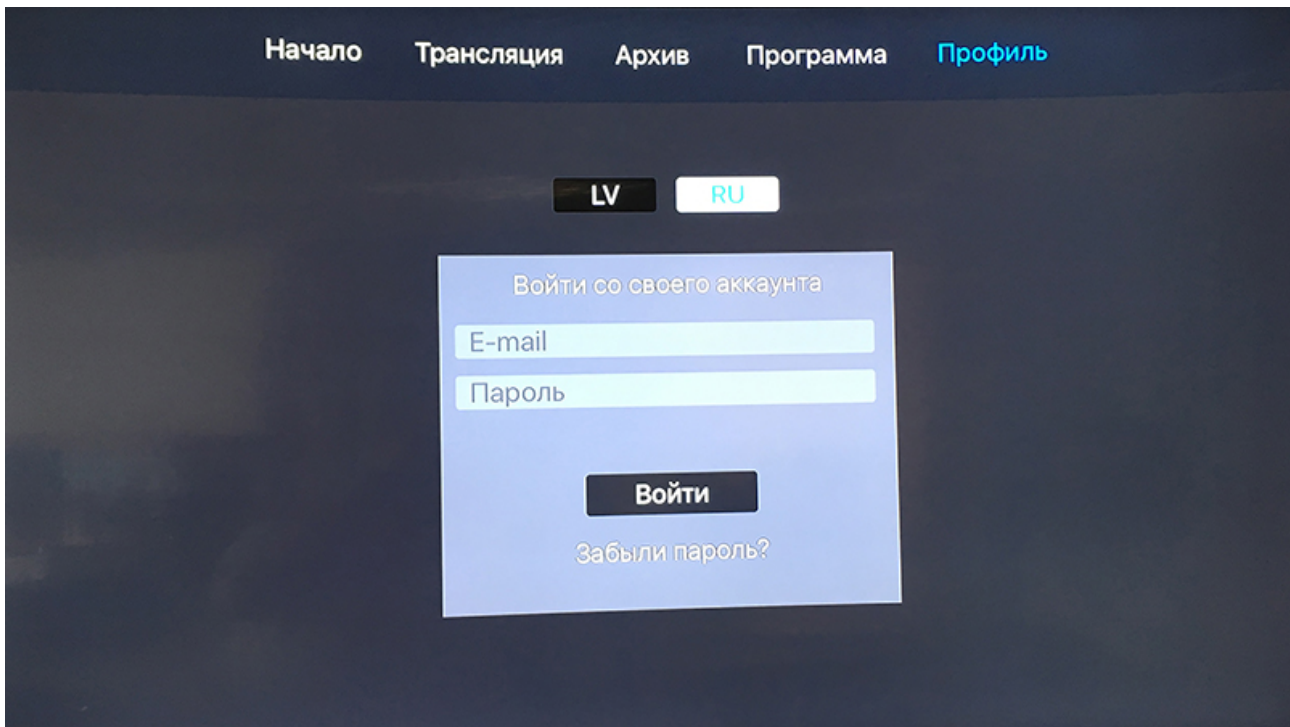 Начало Трансляция Архив Программа Профиль
LV RU
Войти со своего аккаунта
E-mail
Пароль
Войти
Забыли пароль?